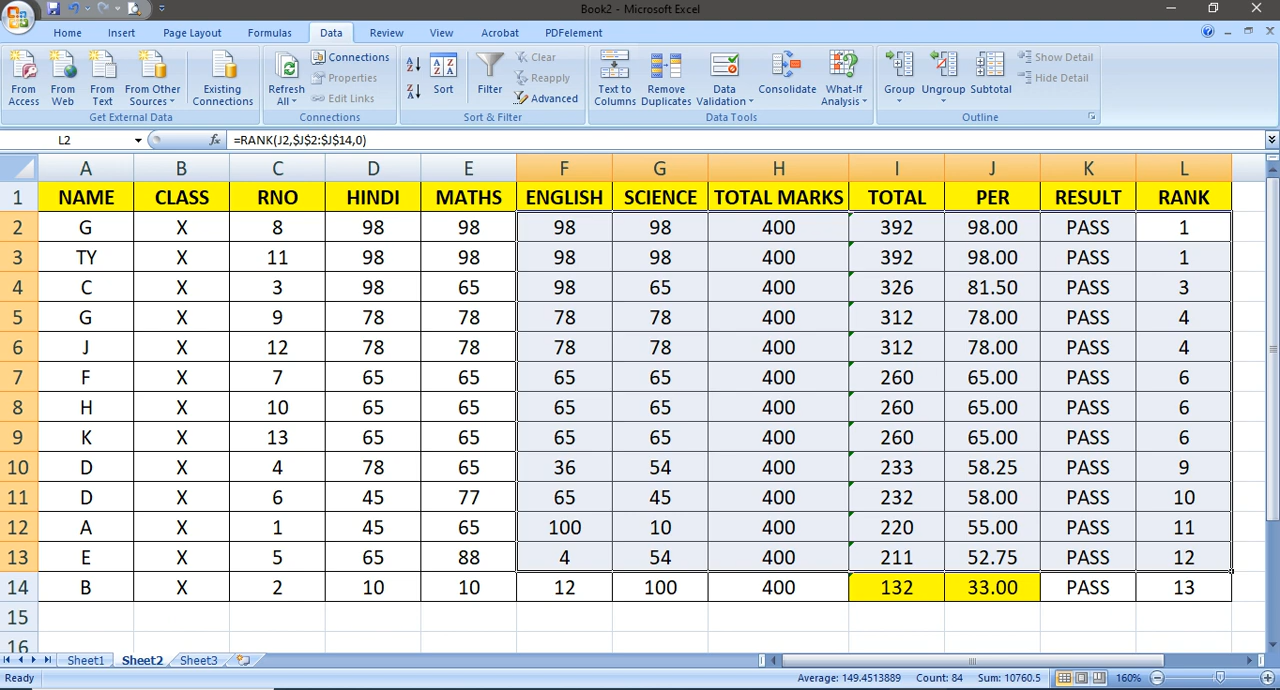 Book2 - Microsoft Excel
Home Insert Page Layout Formulas Data Review View Acrobat PDFelement
From Access From Web From Text From Other Sources Existing Connections Refresh All Connections Properties Edit Links Sort Filter Clear Reapply Advanced Text to Columns Remove Duplicates Data Validation Consolidate What-If Analysis Group Ungroup Subtotal Show Detail Hide Detail
Get External Data Connections Sort & Filter Data Tools Outline
L2 fx =RANK(J2,$J$2:$J$14,0)
A B C D E F G H I J K L
1 NAME CLASS RNO HINDI MATHS ENGLISH SCIENCE TOTAL MARKS TOTAL PER RESULT RANK
2 G X 8 98 98 98 98 400 392 98.00 PASS 1
3 TY X 11 98 98 98 98 400 392 98.00 PASS 1
4 C X 3 98 65 98 65 400 326 81.50 PASS 3
5 G X 9 78 78 78 78 400 312 78.00 PASS 4
6 J X 12 78 78 78 78 400 312 78.00 PASS 4
7 F X 7 65 65 65 65 400 260 65.00 PASS 6
8 H X 10 65 65 65 65 400 260 65.00 PASS 6
9 K X 13 65 65 65 65 400 260 65.00 PASS 6
10 D X 4 78 65 36 54 400 233 58.25 PASS 9
11 D X 6 45 77 65 45 400 232 58.00 PASS 10
12 A X 1 45 65 100 10 400 220 55.00 PASS 11
13 E X 5 65 88 4 54 400 211 52.75 PASS 12
14 B X 2 10 10 12 100 400 132 33.00 PASS 13
15
16
Sheet1 Sheet2 Sheet3
Ready Average: 149.4513889 Count: 84 Sum: 10760.5 160%